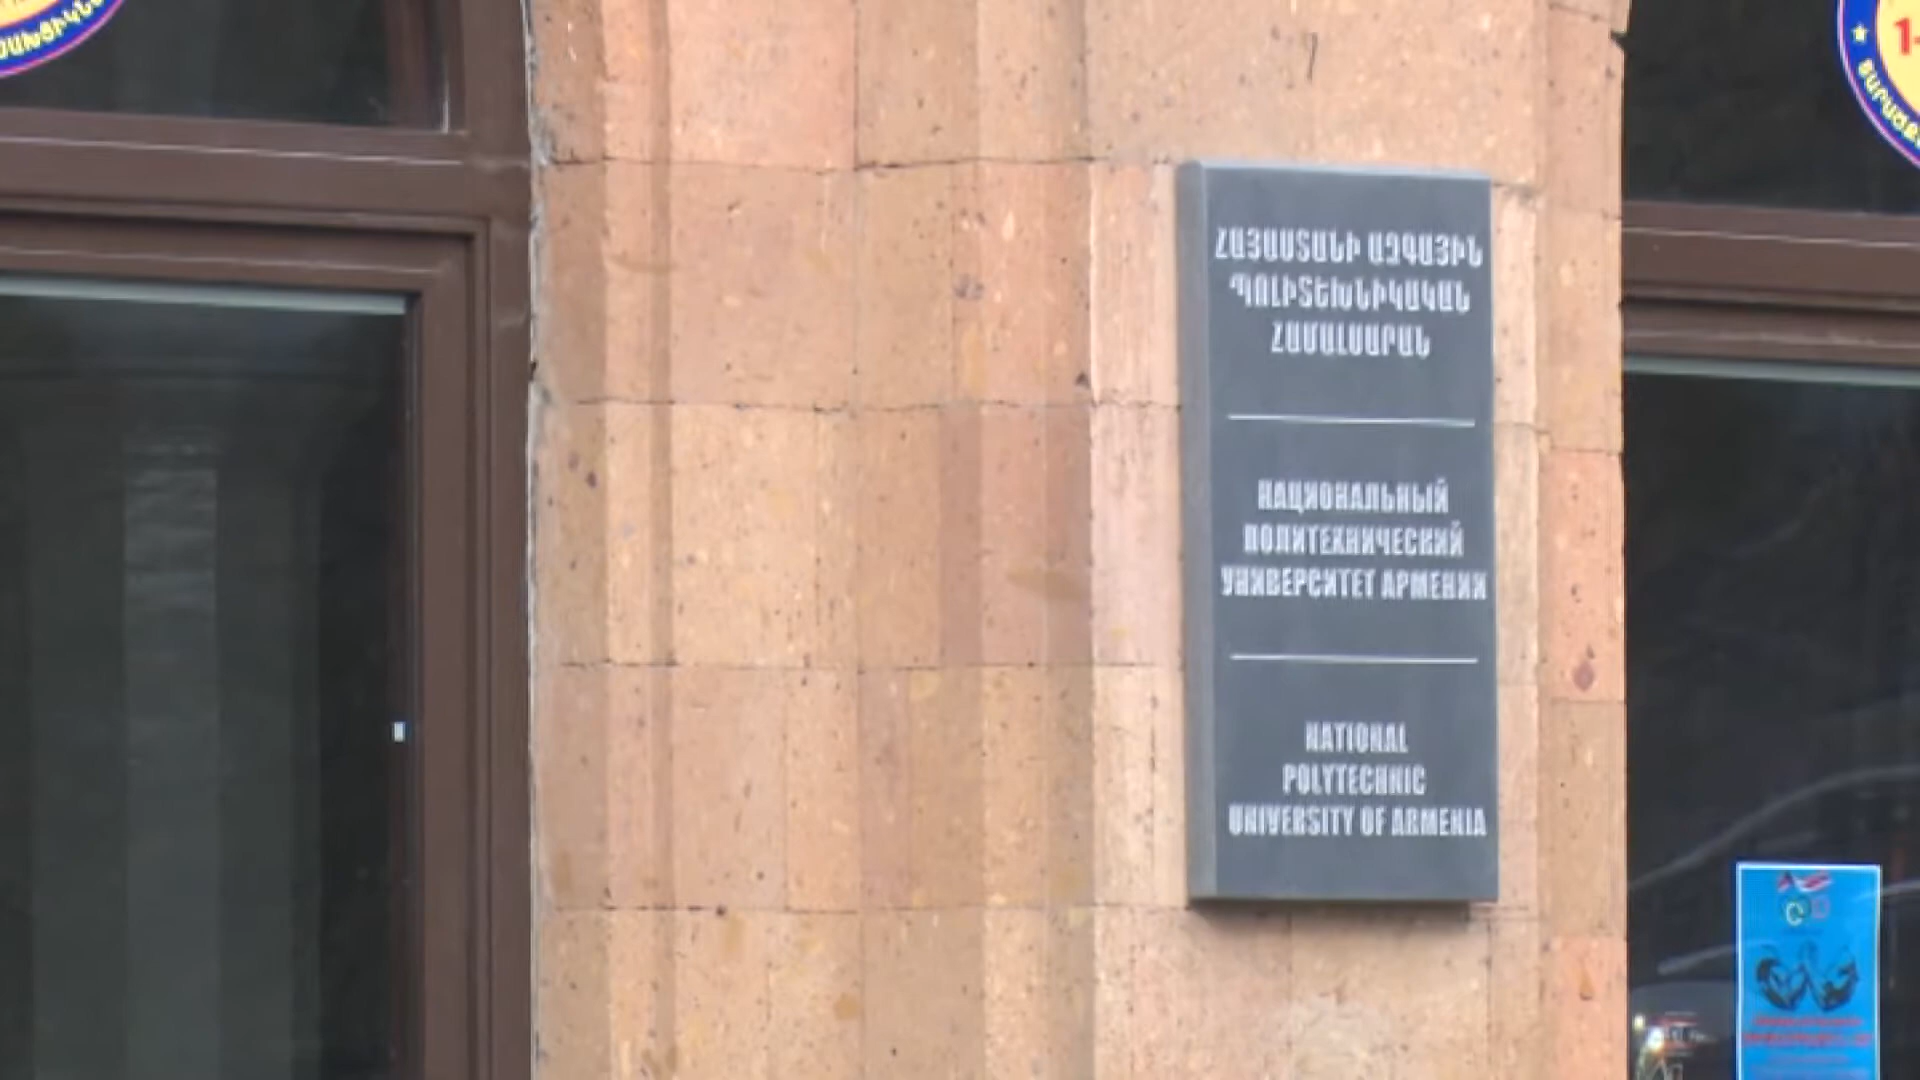 ՀԱՅԱՍՏԱՆԻ ԱԶԳԱՅԻՆ
ՊՈԼԻՏԵԽՆԻԿԱԿԱՆ
ՀԱՄԱԼՍԱՐԱՆ
НАЦИОНАЛЬНЫЙ
ПОЛИТЕХНИЧЕСКИЙ
УНИВЕРСИТЕТ АРМЕНИИ
NATIONAL
POLYTECHNIC
UNIVERSITY OF ARMENIA